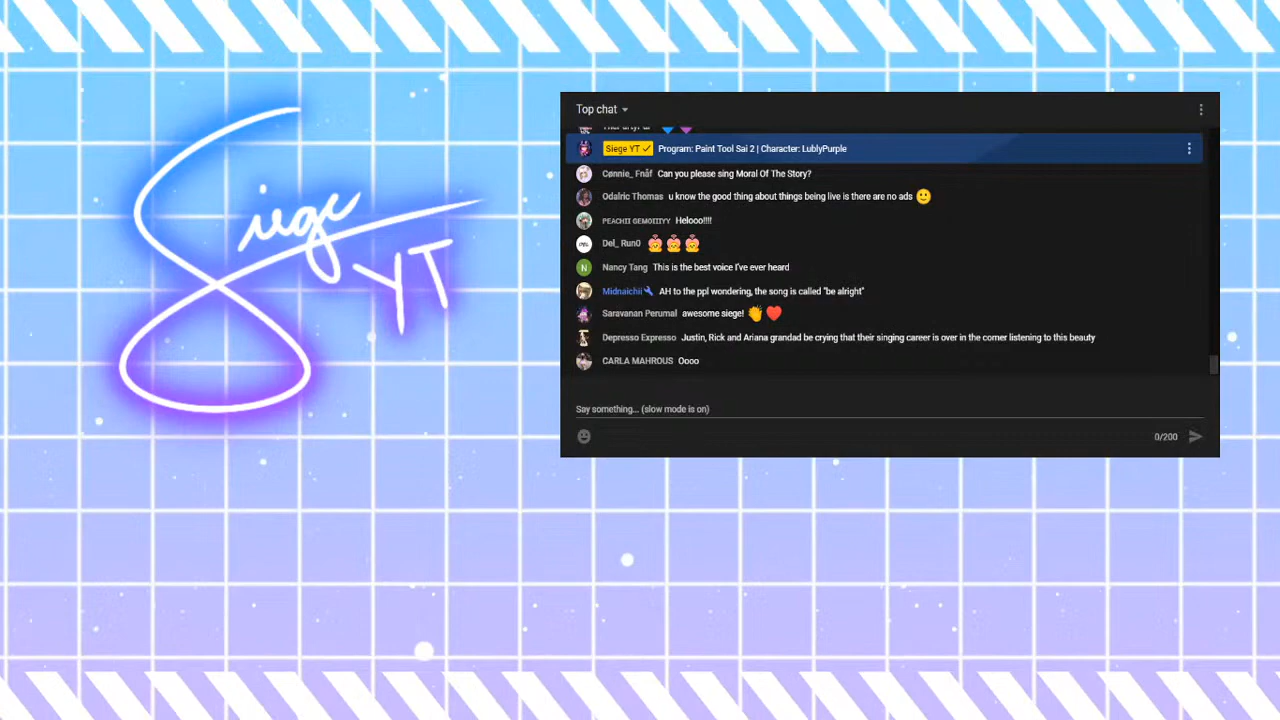 Siege
YT
Top chat
Siege YT Program: Paint Tool Sai 2 | Character: LublyPurple
Cønnie_ Fnåf Can you please sing Moral Of The Story?
Odalric Thomas u know the good thing about things being live is there are no ads 🙂
PEACHII GEMOIIIYY Helooo!!!!
Del_ Run0
N Nancy Tang This is the best voice I've ever heard
Midnaichii AH to the ppl wondering, the song is called "be alright"
Saravanan Perumal awesome siege! 👏 ❤️
Depresso Expresso Justin, Rick and Ariana grandad be crying that their singing career is over in the corner listening to this beauty
CARLA MAHROUS Oooo
Say something... (slow mode is on)
0/200